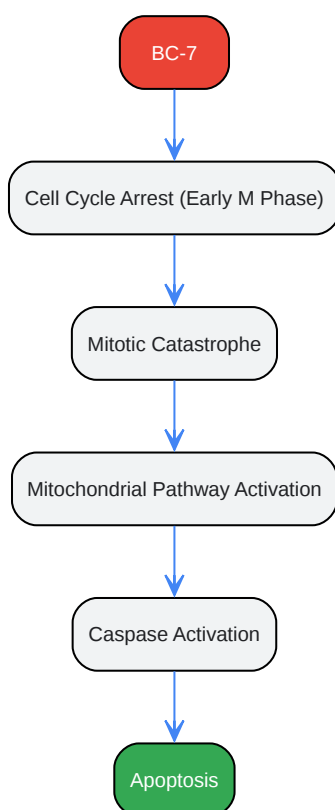 BC-7
Cell Cycle Arrest (Early M Phase)
Mitotic Catastrophe
Mitochondrial Pathway Activation
Caspase Activation
Apoptosis